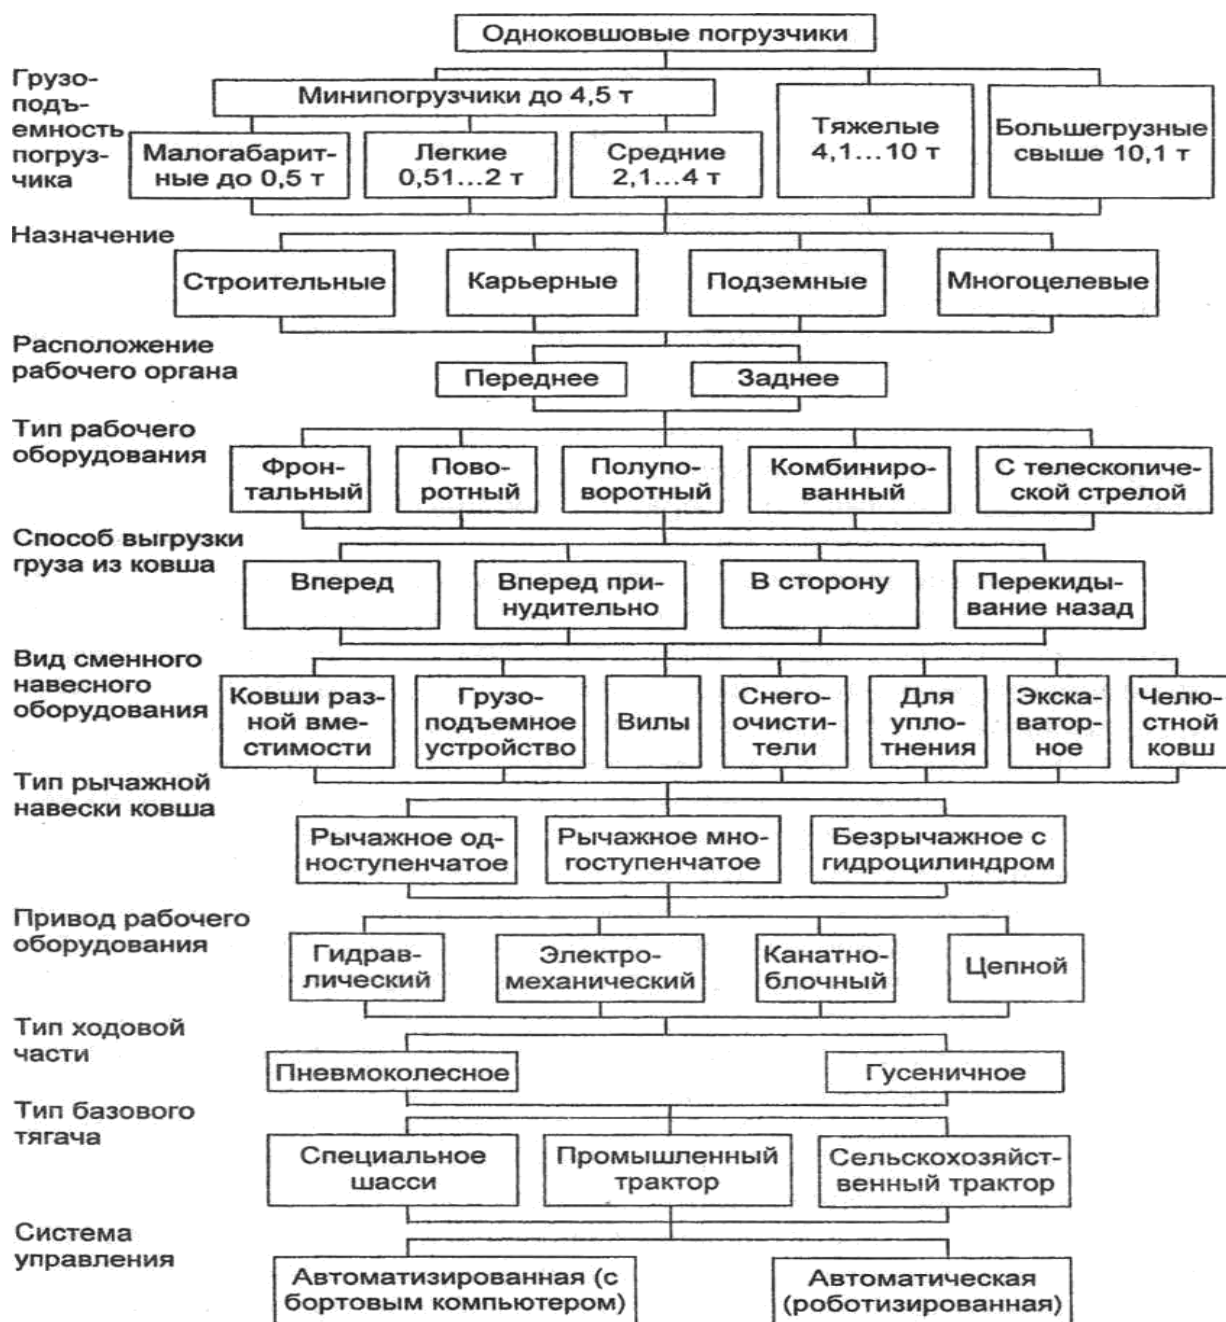 Одноковшовые погрузчики
Грузо-
подъ-
емность
погруз-
чика
Минипогрузчики до 4,5 т
Малогабарит-
ные до 0,5 т
Легкие
0,51...2 т
Средние
2,1...4 т
Тяжелые
4,1...10 т
Большегрузные
свыше 10,1 т
Назначение
Строительные
Карьерные
Подземные
Многоцелевые
Расположение
рабочего органа
Переднее
Заднее
Тип рабочего
оборудования
Фрон-
тальный
Пово-
ротный
Полупо-
воротный
Комбиниро-
ванный
С телескопиче-
ской стрелой
Способ выгрузки
груза из ковша
Вперед
Вперед при-
нудительно
В сторону
Перекиды-
вание назад
Вид сменного
навесного
оборудования
Ковши раз-
ной вме-
стимости
Грузо-
подъемное
устройство
Вилы
Снего-
очисти-
тели
Для
упло-
тнения
Экска-
ватор-
ное
Челю-
стной
ковш
Тип рычажной
навески ковша
Рычажное од-
ноступенчатое
Рычажное мно-
гоступенчатое
Безрычажное с
гидроцилиндром
Привод рабочего
оборудования
Гидрав-
лический
Электро-
механический
Канатно-
блочный
Цепной
Тип ходовой
части
Пневмоколесное
Гусеничное
Тип базового
тягача
Специальное
шасси
Промышленный
трактор
Сельскохозяйст-
венный трактор
Система
управления
Автоматизированная (с
бортовым компьютером)
Автоматическая
(роботизированная)